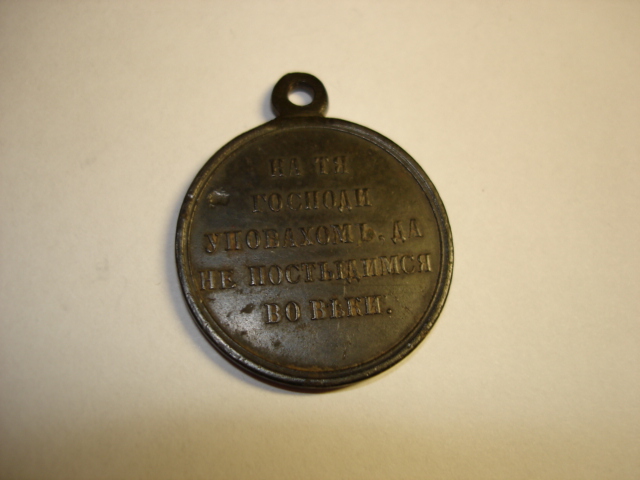 НА ТЯ
ГОСПОДИ
УПОВАХОМЪ, ДА
НЕ ПОСТЫДИМСЯ
ВО ВѢКИ.